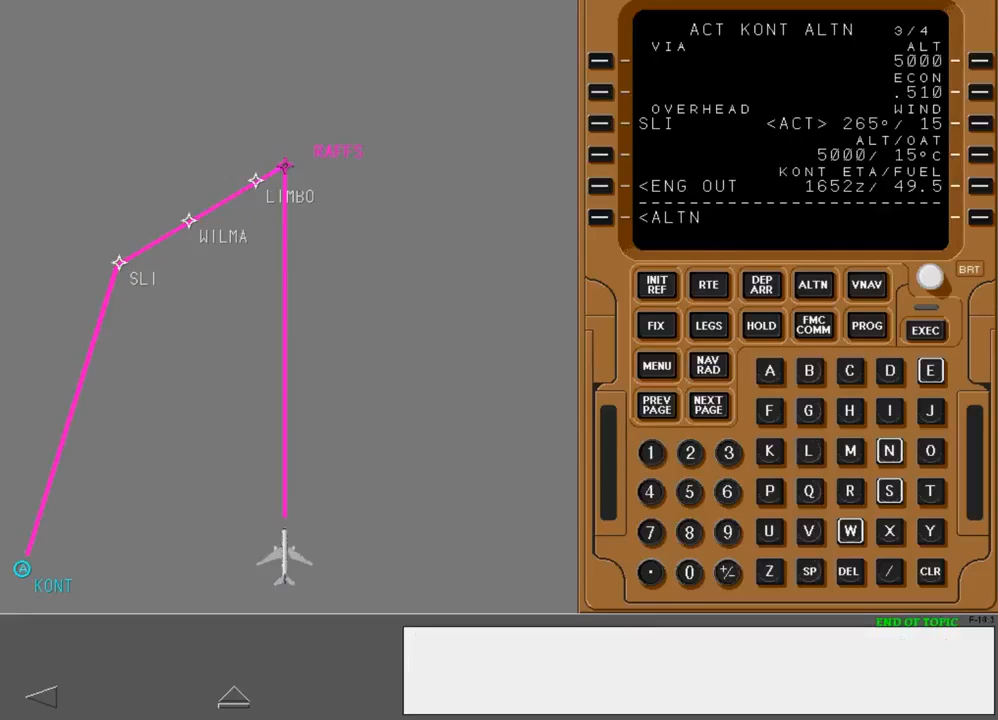 ACT KONT ALTN 3/4
VIA ALT
5000
ECON
.510
OVERHEAD WIND
SLI <ACT> 265°/ 15
ALT/OAT
5000/ 15°C
KONT ETA/FUEL
<ENG OUT 1652z/ 49.5
<ALTN
LIMBO
WILMA
SLI
A
KONT
BRT
INIT REF
RTE
DEP ARR
ALTN
VNAV
FIX
LEGS
HOLD
FMC COMM
PROG
EXEC
MENU
NAV RAD
PREV PAGE
NEXT PAGE
A B C D E
F G H I J
K L M N O
P Q R S T
U V W X Y
Z SP DEL / CLR
1 2 3
4 5 6
7 8 9
. 0 +/-
END OF TOPIC